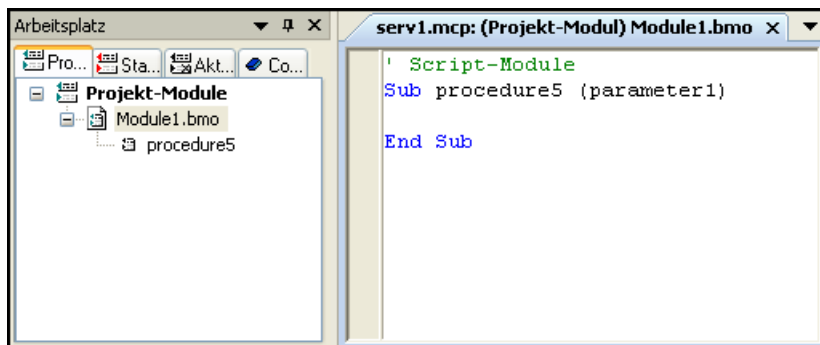 Arbeitsplatz
Pro... Sta... Akt... Co...
Projekt-Module
Module1.bmo
procedure5
serv1.mcp: (Projekt-Modul) Module1.bmo
' Script-Module
Sub procedure5 (parameter1)
End Sub